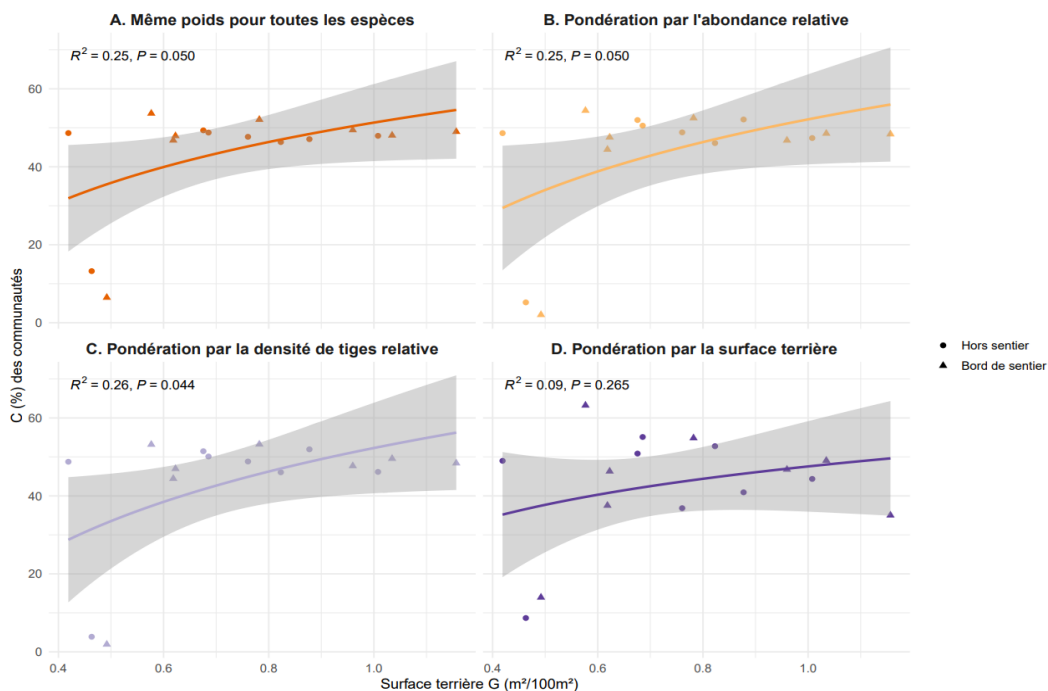 A. Même poids pour toutes les espèces
B. Pondération par l'abondance relative
R² = 0.25, P = 0.050
R² = 0.25, P = 0.050
60
40
20
0
C. Pondération par la densité de tiges relative
D. Pondération par la surface terrière
R² = 0.26, P = 0.044
R² = 0.09, P = 0.265
60
40
20
0
0.4
0.6
0.8
1.0
0.4
0.6
0.8
1.0
C (%) des communautés
Surface terrière G (m²/100m²)
Hors sentier
Bord de sentier